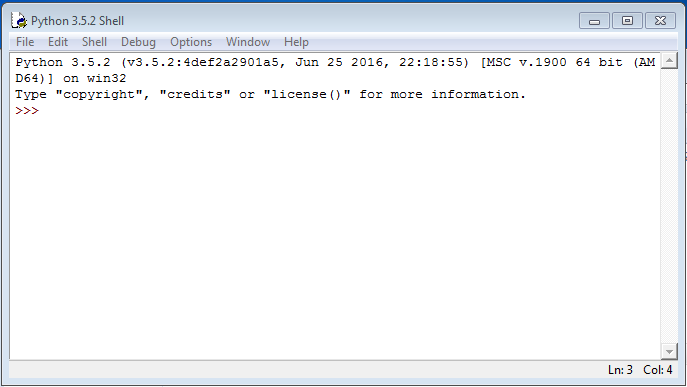 Python 3.5.2 Shell
File Edit Shell Debug Options Window Help
Python 3.5.2 (v3.5.2:4def2a2901a5, Jun 25 2016, 22:18:55) [MSC v.1900 64 bit (AM
D64)] on win32
Type "copyright", "credits" or "license()" for more information.
>>>
Ln: 3 Col: 4